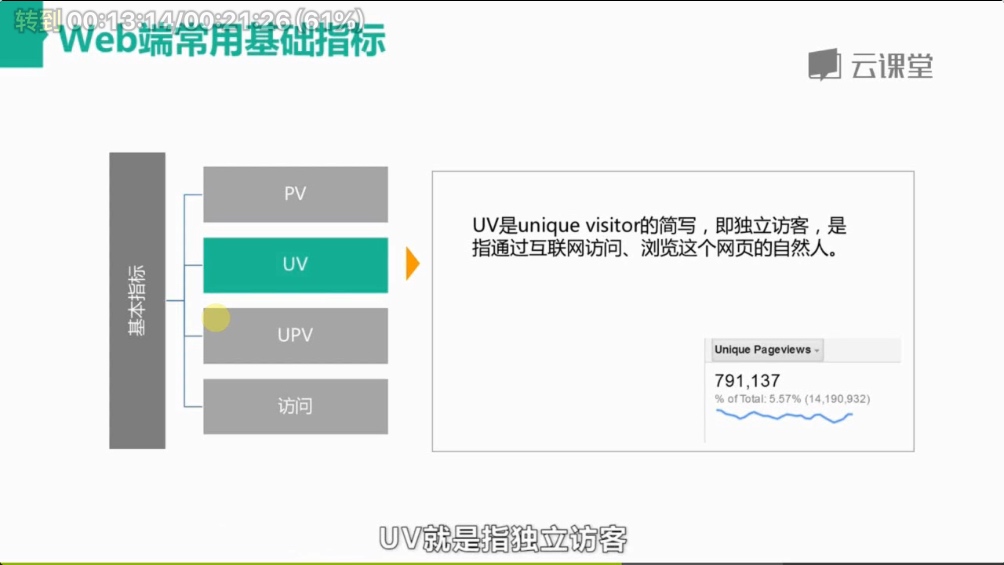 转到 00:13:14/00:21:26 (61%)
Web端常用基础指标
云课堂
基本指标
PV
UV
UPV
访问
UV是unique visitor的简写，即独立访客，是
指通过互联网访问、浏览这个网页的自然人。
Unique Pageviews
791,137
% of Total: 5.57% (14,190,932)
UV就是指独立访客